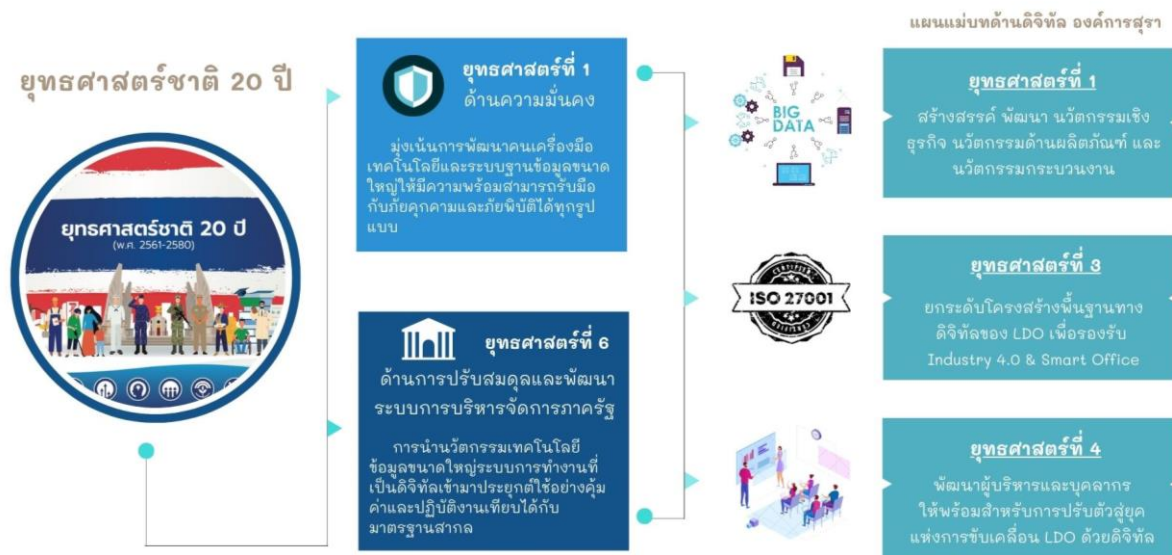 ยุทธศาสตร์ชาติ 20 ปี
ยุทธศาสตร์ชาติ 20 ปี
(พ.ศ. 2561-2580)
ยุทธศาสตร์ที่ 1
ด้านความมั่นคง
มุ่งเน้นการพัฒนาคนเครื่องมือ
เทคโนโลยีและระบบฐานข้อมูลขนาด
ใหญ่ให้มีความพร้อมสามารถรับมือ
กับภัยคุกคามและภัยพิบัติได้ทุกรูป
แบบ
ยุทธศาสตร์ที่ 6
ด้านการปรับสมดุลและพัฒนา
ระบบการบริหารจัดการภาครัฐ
การนำนวัตกรรมเทคโนโลยี
ข้อมูลขนาดใหญ่ระบบการทำงานที่
เป็นดิจิทัลเข้ามาประยุกต์ใช้อย่างคุ้ม
ค่าและปฏิบัติงานเทียบได้กับ
มาตรฐานสากล
BIG
DATA
CERTIFIED
ISO 27001
CERTIFIED
แผนแม่บทด้านดิจิทัล องค์การสุรา
ยุทธศาสตร์ที่ 1
สร้างสรรค์ พัฒนา นวัตกรรมเชิง
ธุรกิจ นวัตกรรมด้านผลิตภัณฑ์ และ
นวัตกรรมกระบวนงาน
ยุทธศาสตร์ที่ 3
ยกระดับโครงสร้างพื้นฐานทาง
ดิจิทัลของ LDO เพื่อรองรับ
Industry 4.0 & Smart Office
ยุทธศาสตร์ที่ 4
พัฒนาผู้บริหารและบุคลากร
ให้พร้อมสำหรับการปรับตัวสู่ยุค
แห่งการขับเคลื่อน LDO ด้วยดิจิทัล